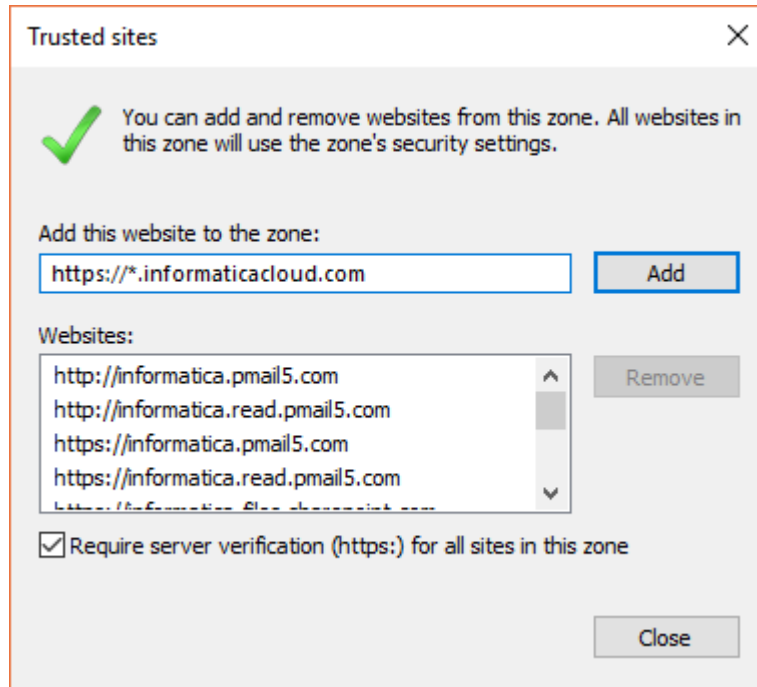 Trusted sites
You can add and remove websites from this zone. All websites in
this zone will use the zone's security settings.
Add this website to the zone:
https://*.informaticacloud.com
Add
Websites:
http://informatica.pmail5.com
Remove
http://informatica.read.pmail5.com
https://informatica.pmail5.com
https://informatica.read.pmail5.com
Require server verification (https:) for all sites in this zone
Close